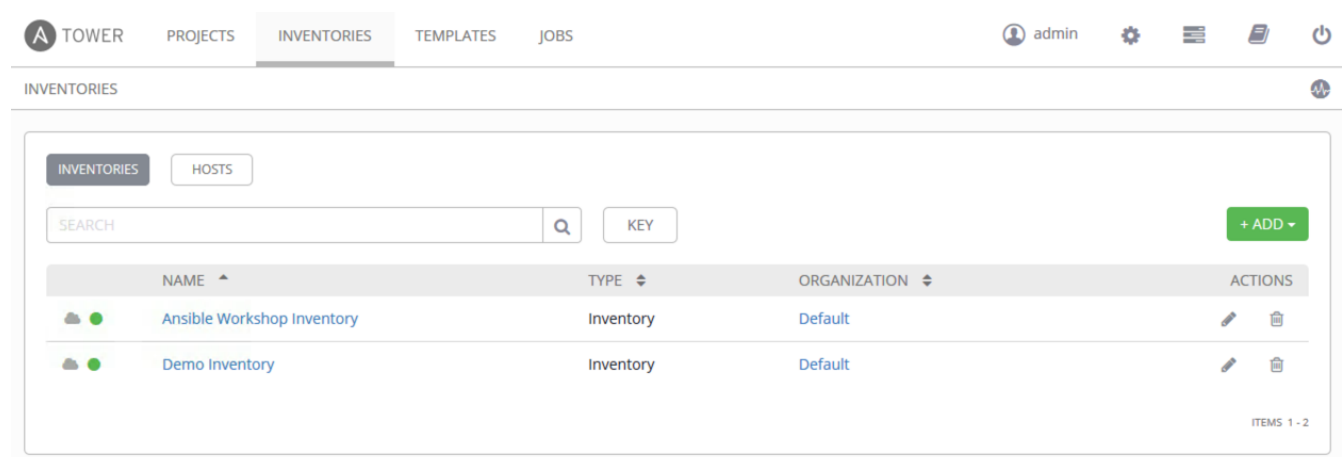 A TOWER PROJECTS INVENTORIES TEMPLATES JOBS admin
INVENTORIES
INVENTORIES HOSTS
SEARCH KEY + ADD
NAME TYPE ORGANIZATION ACTIONS
Ansible Workshop Inventory Inventory Default
Demo Inventory Inventory Default
ITEMS 1 - 2